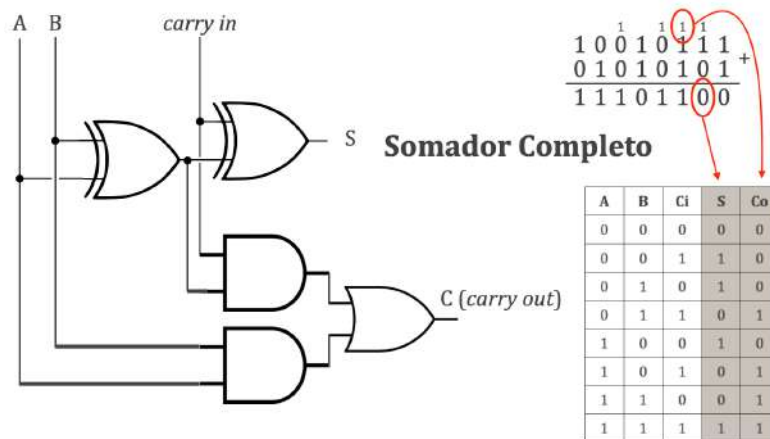 A B carry in
1 1 1 1
1 0 0 1 0 1 1 1
0 1 0 1 0 1 0 1 +
1 1 1 0 1 1 0 0
S
Somador Completo
C (carry out)
A B Ci S Co
0 0 0 0 0
0 0 1 1 0
0 1 0 1 0
0 1 1 0 1
1 0 0 1 0
1 0 1 0 1
1 1 0 0 1
1 1 1 1 1